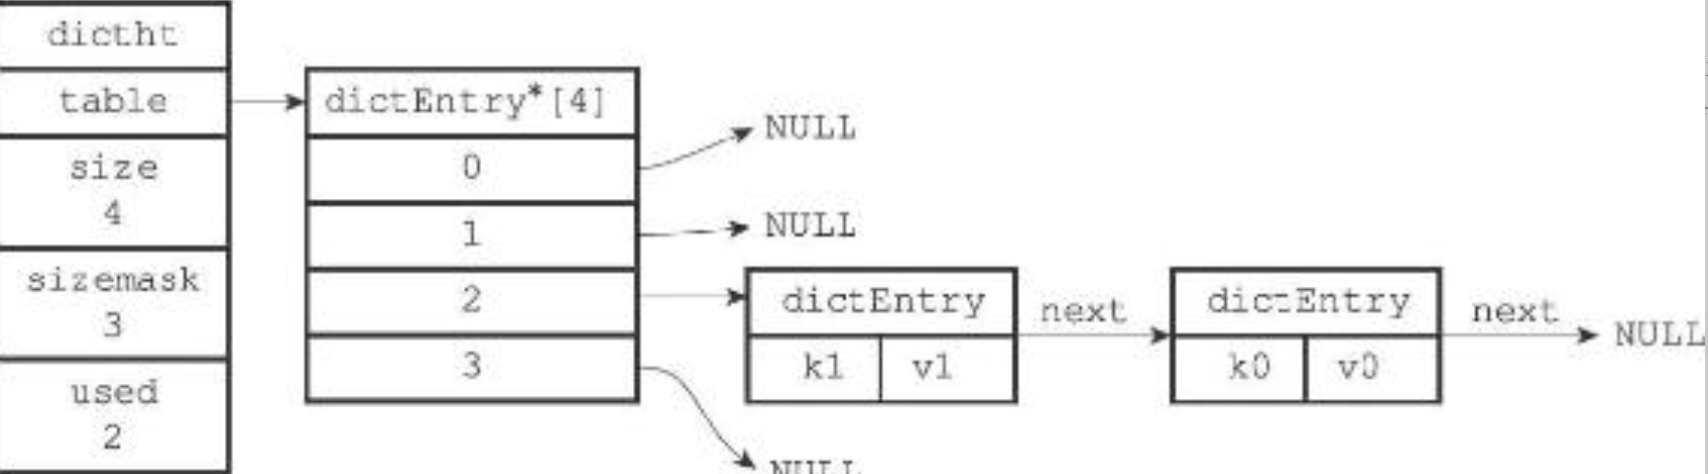 dictht
table
size
4
sizemask
3
used
2
dictEntry*[4]
0
1
2
3
NULL
NULL
dictEntry
k1
v1
next
dictEntry
k0
v0
next
NULL
NULL